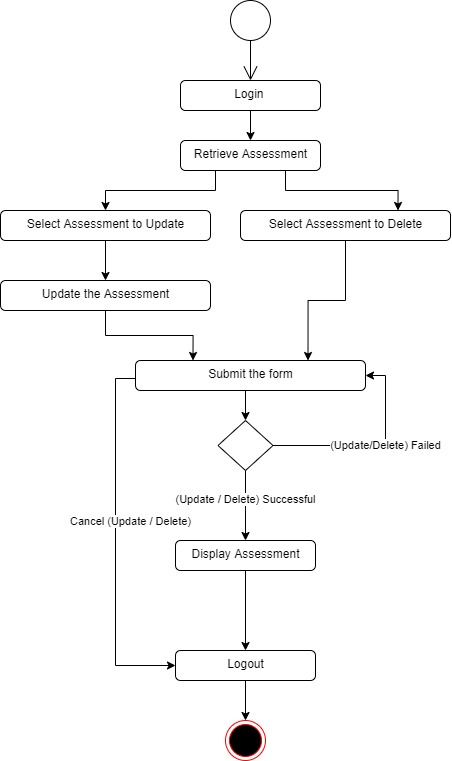 Login
Retrieve Assessment
Select Assessment to Update
Select Assessment to Delete
Update the Assessment
Submit the form
(Update/Delete) Failed
(Update / Delete) Successful
Cancel (Update / Delete)
Display Assessment
Logout